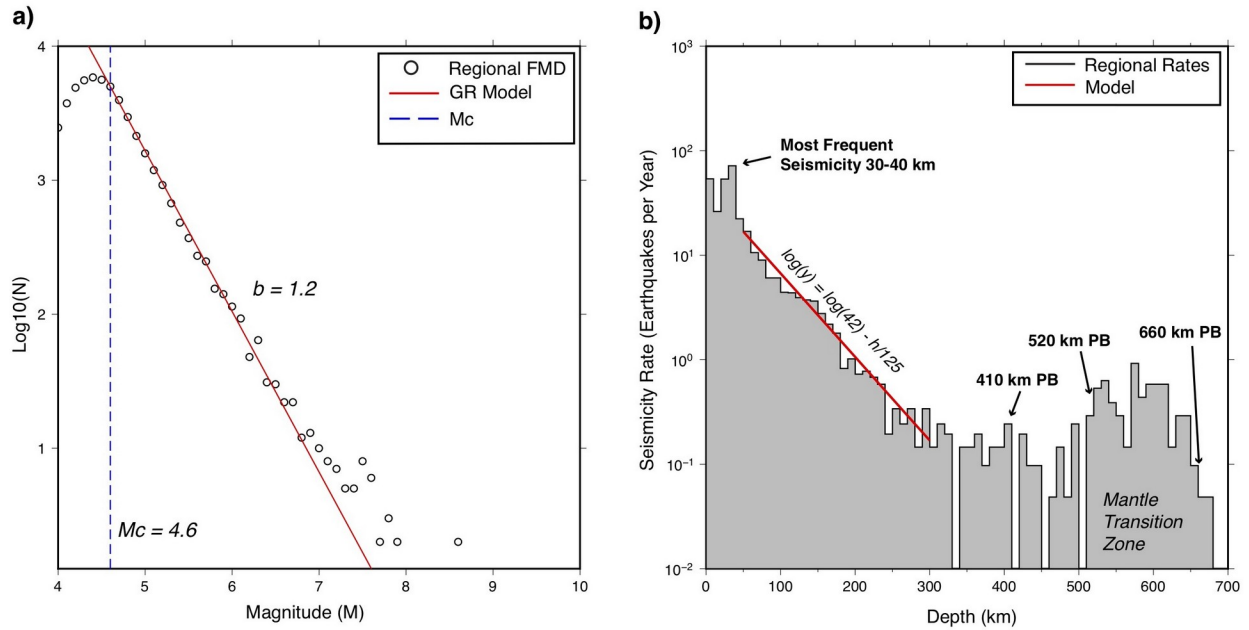 a)
4
3
2
1
Log10(N)
4
5
6
7
8
9
10
Magnitude (M)
Regional FMD
GR Model
Mc
b = 1.2
Mc = 4.6
b)
10³
10²
10¹
10⁰
10⁻¹
10⁻²
Seismicity Rate (Earthquakes per Year)
0
100
200
300
400
500
600
700
Depth (km)
Regional Rates
Model
Most Frequent
Seismicity 30-40 km
log(y) = log(42) - h/125
410 km PB
520 km PB
660 km PB
Mantle
Transition
Zone